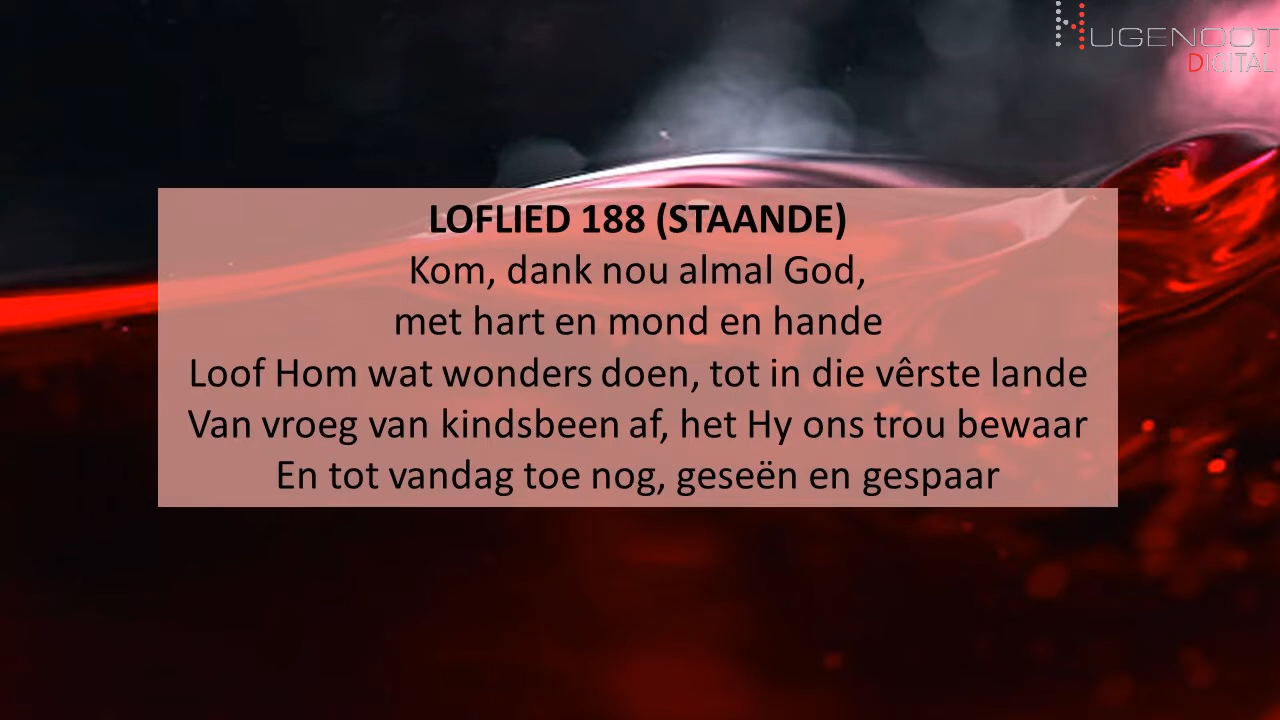 HUGENOOT
DIGITAL
LOFLIED 188 (STAANDE)
Kom, dank nou almal God,
met hart en mond en hande
Loof Hom wat wonders doen, tot in die vêrste lande
Van vroeg van kindsbeen af, het Hy ons trou bewaar
En tot vandag toe nog, geseën en gespaar